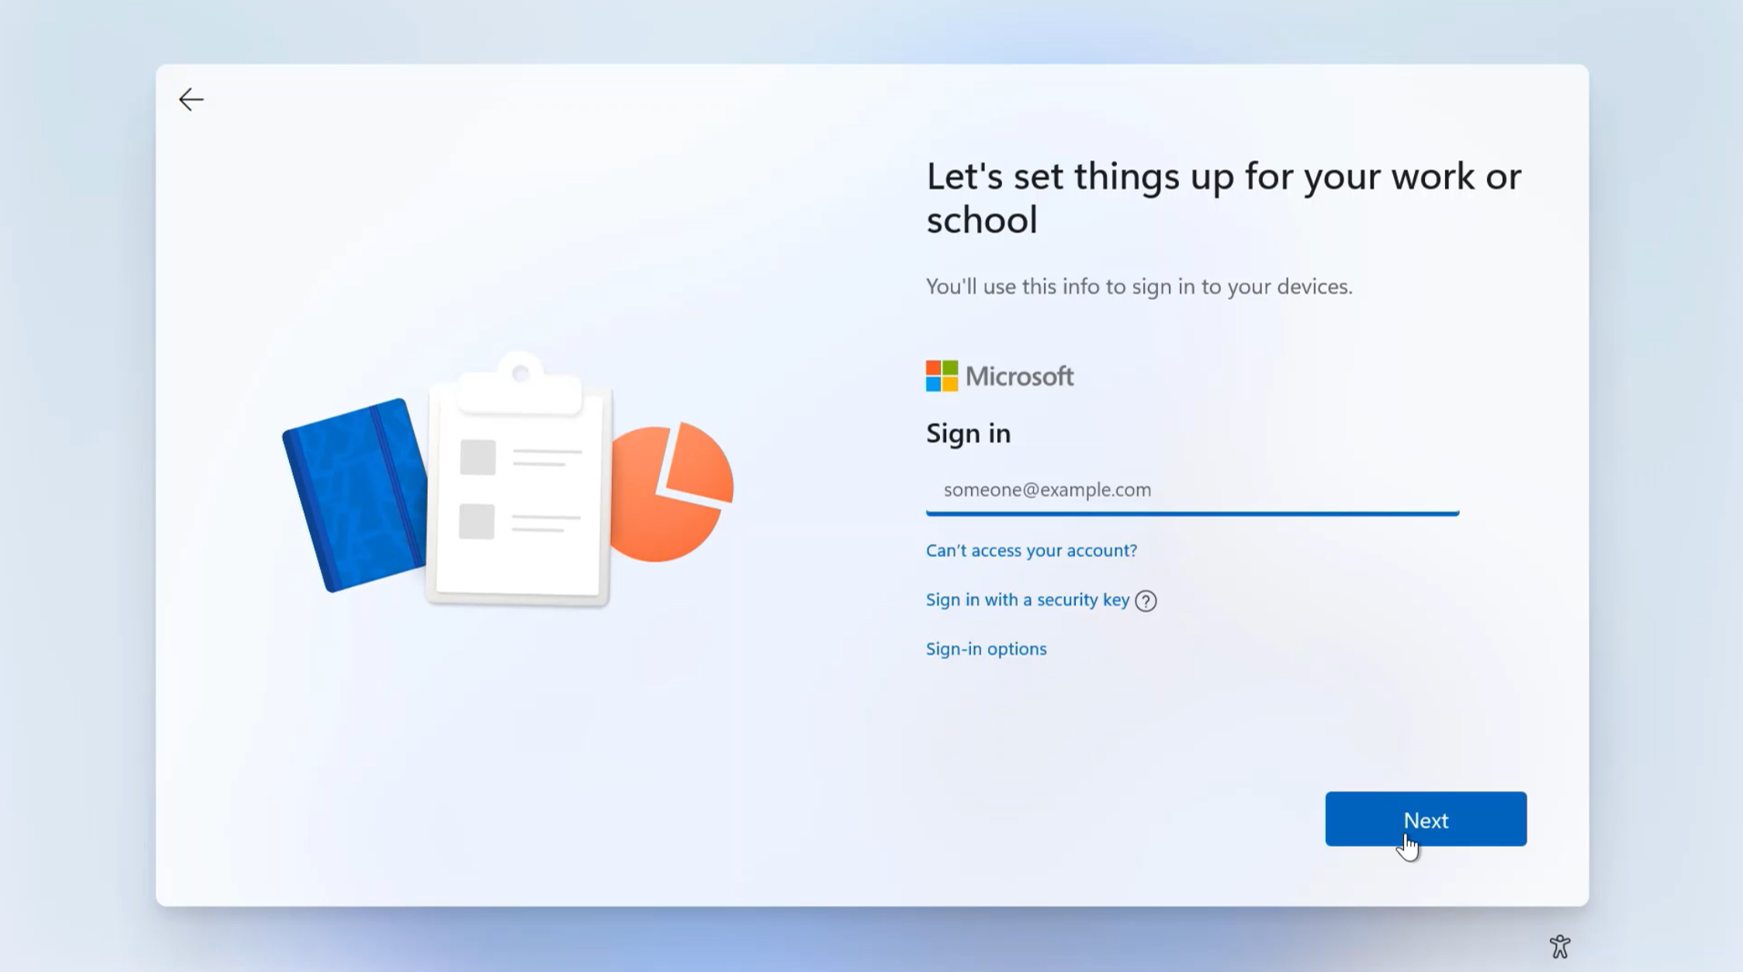 Let's set things up for your work or
school
You'll use this info to sign in to your devices.
Microsoft
Sign in
someone@example.com
Can't access your account?
Sign in with a security key ?
Sign-in options
Next